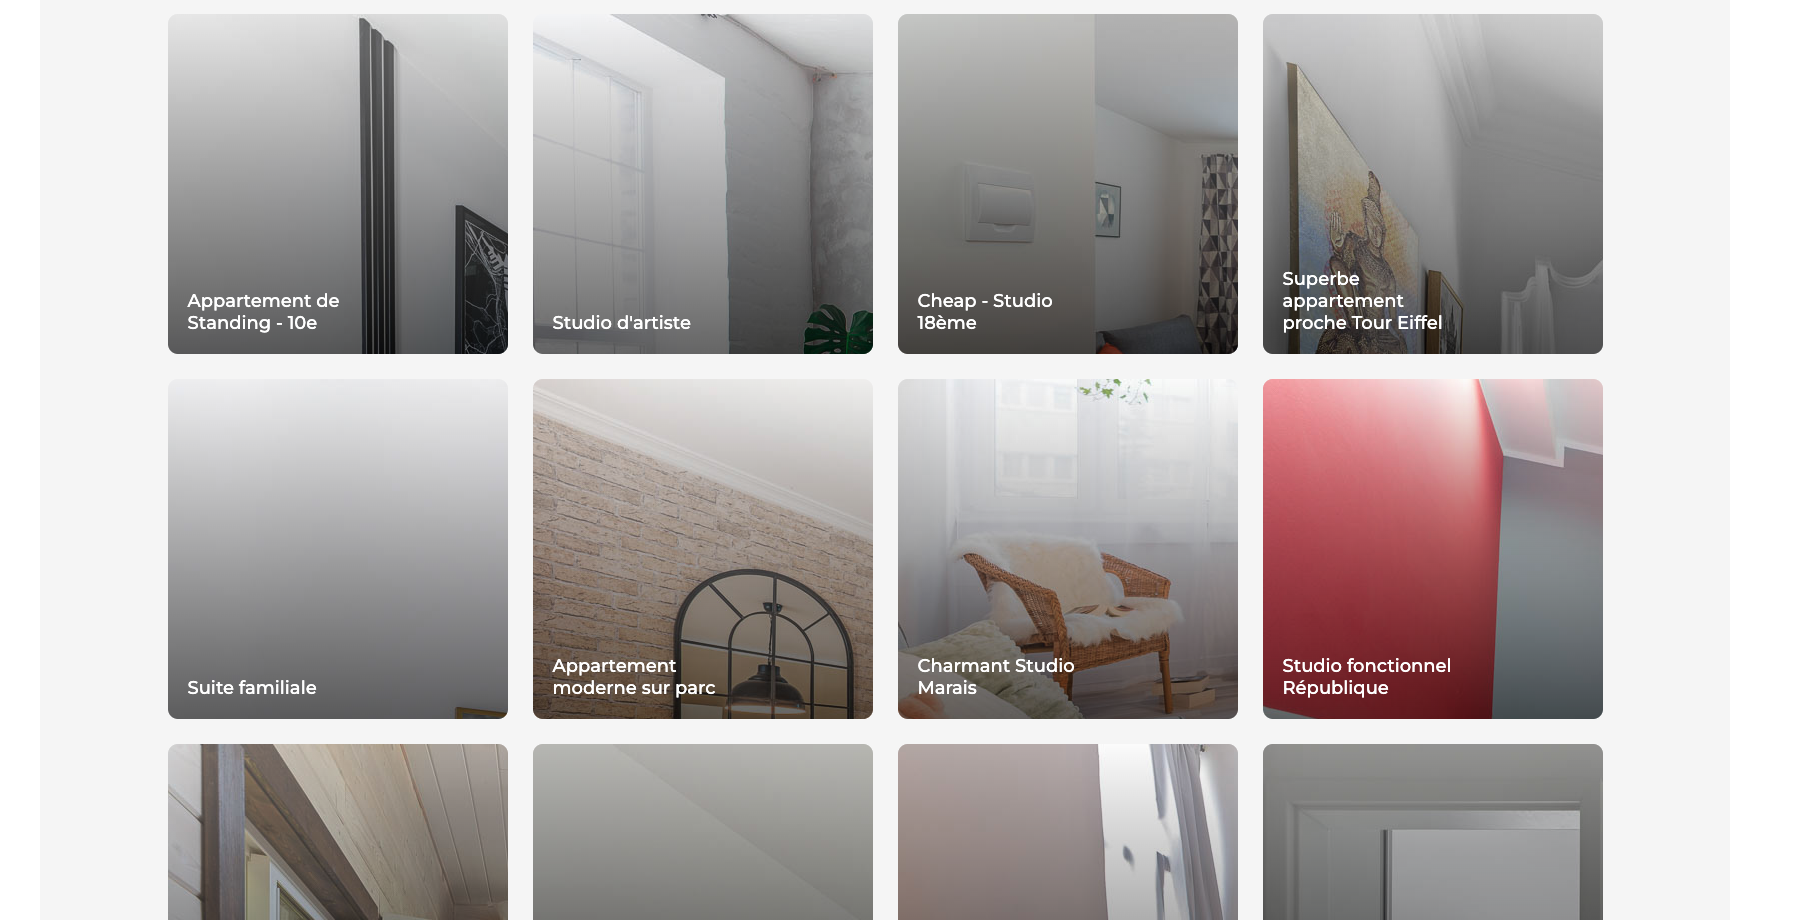 Appartement de
Standing - 10e
Studio d'artiste
Cheap - Studio
18ème
Superbe
appartement
proche Tour Eiffel
Suite familiale
Appartement
moderne sur parc
Charmant Studio
Marais
Studio fonctionnel
République